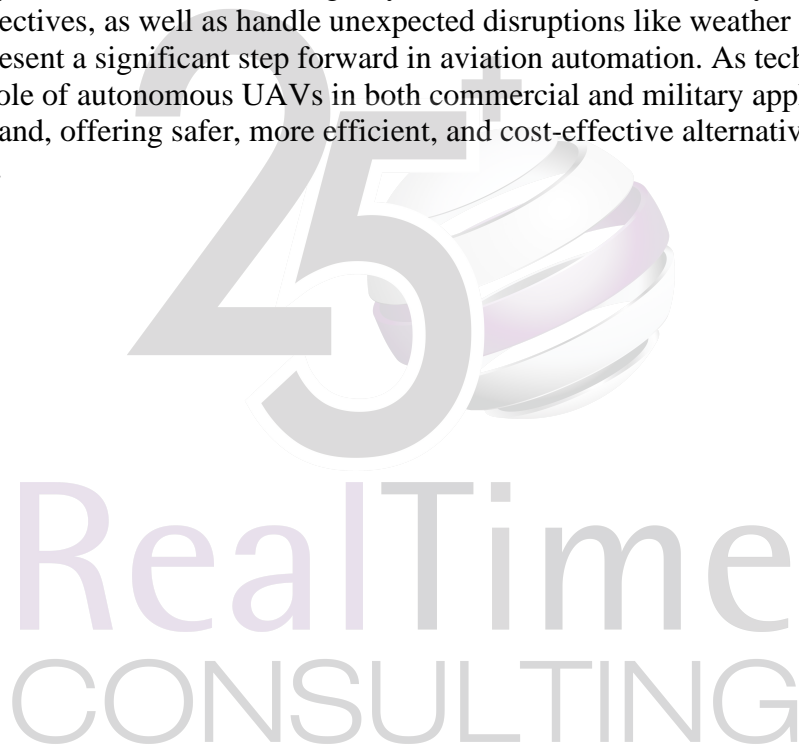 ectives, as well as handle unexpected disruptions like weather
resent a significant step forward in aviation automation. As tech
ole of autonomous UAVs in both commercial and military app
and, offering safer, more efficient, and cost-effective alternativ
25+
RealTime
CONSULTING